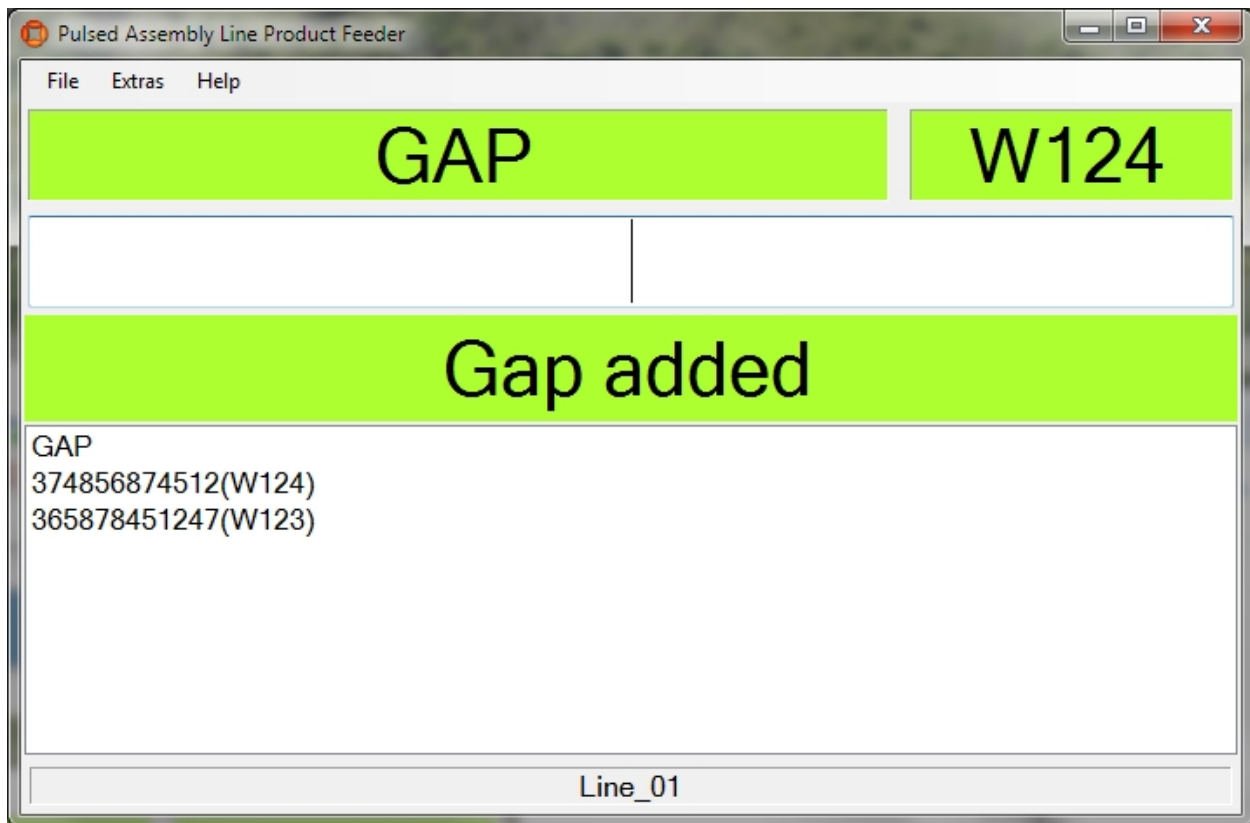 Pulsed Assembly Line Product Feeder
File Extras Help
GAP W124
Gap added
GAP
374856874512(W124)
365878451247(W123)
Line_01